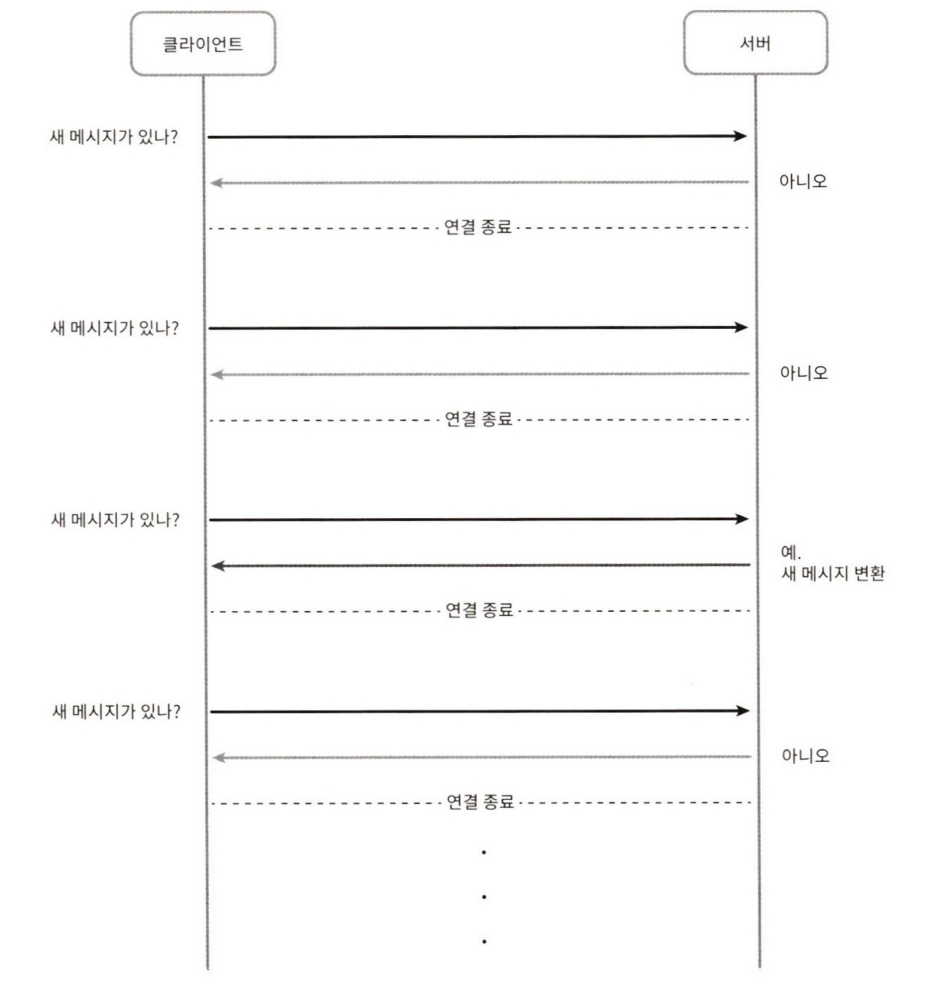 클라이언트
서버
새 메시지가 있나?
아니오
연결 종료
새 메시지가 있나?
아니오
연결 종료
새 메시지가 있나?
예.
새 메시지 변환
연결 종료
새 메시지가 있나?
아니오
연결 종료